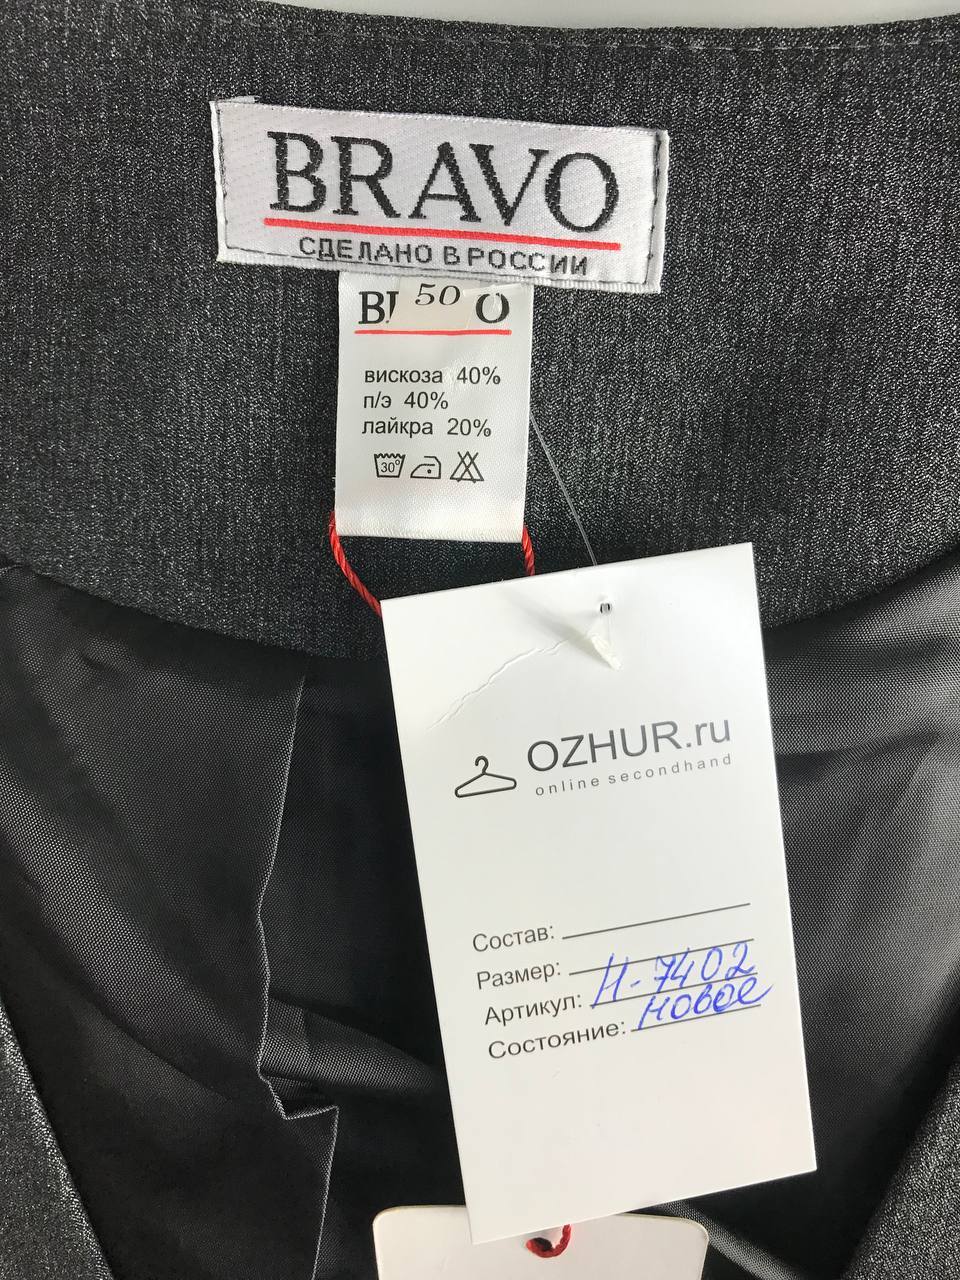 BRAVO
СДЕЛАНО В РОССИИ
50
вискоза 40%
п/э 40%
лайкра 20%
30°
OZHUR.ru
online secondhand
Состав:
Размер:
Артикул: Н-7402
Состояние: новое